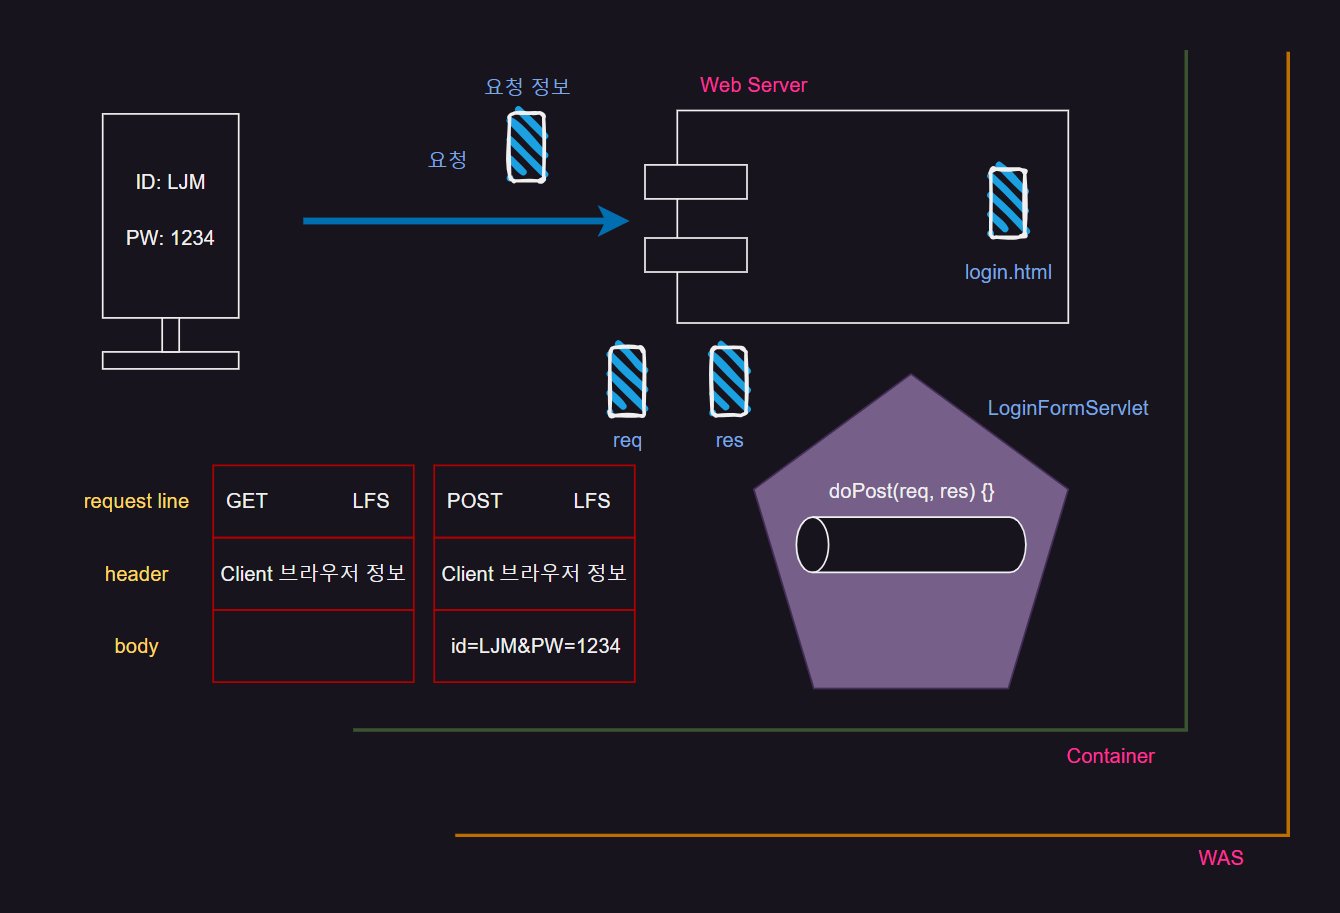 요청 정보
Web Server
요청
ID: LJM
PW: 1234
login.html
req
res
LoginFormServlet
doPost(req, res) {}
request line
GET
LFS
POST
LFS
header
Client 브라우저 정보
Client 브라우저 정보
body
id=LJM&PW=1234
Container
WAS